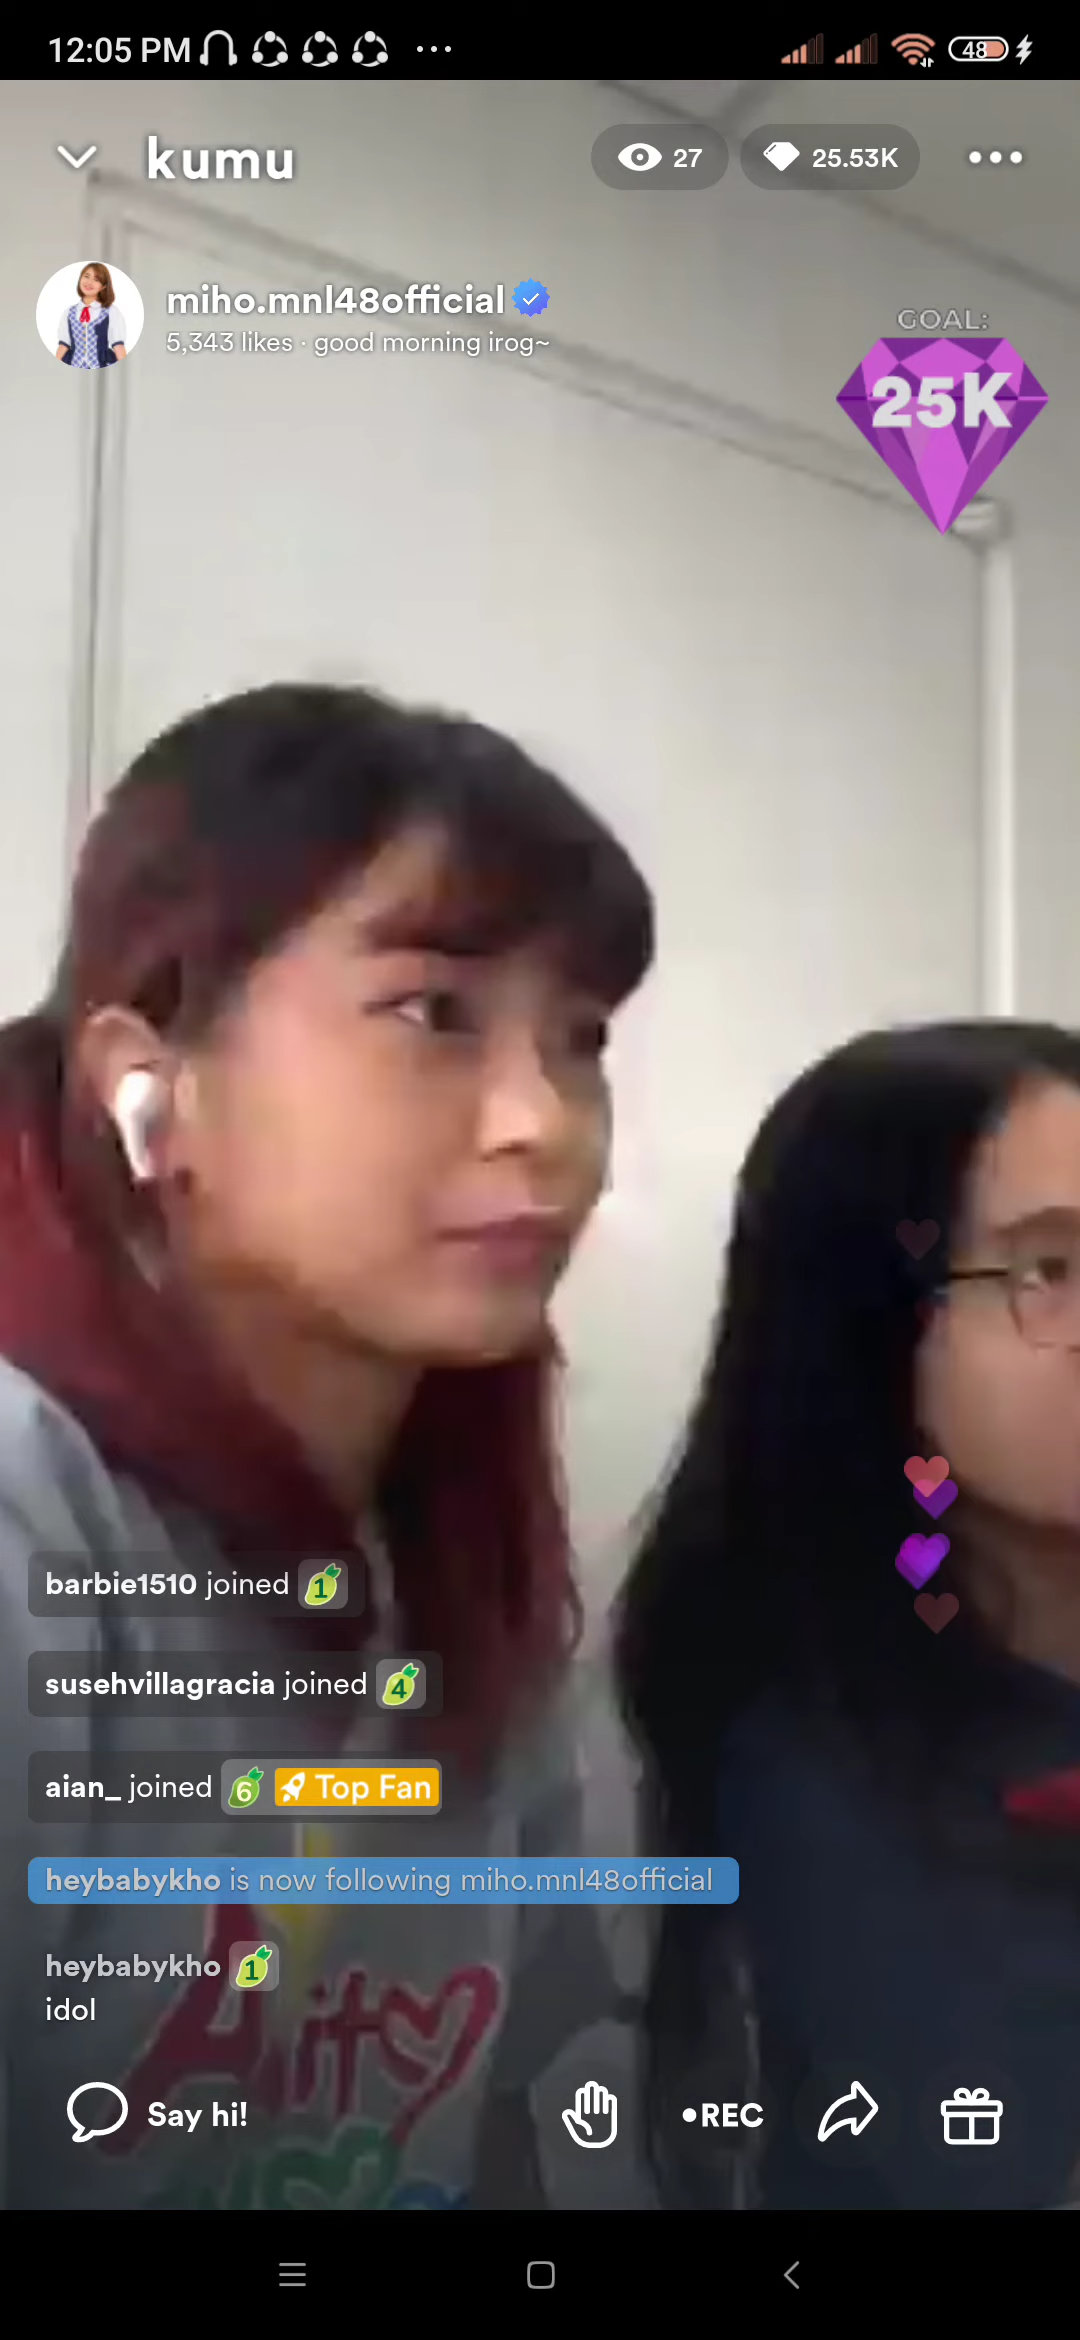 12:05 PM
48
kumu
27
25.53K
miho.mnl48official
5,343 likes · good morning irog~
GOAL:
25K
barbie1510 joined 1
susehvillagracia joined 4
aian_ joined 6 Top Fan
heybabykho is now following miho.mnl48official
heybabykho 1
idol
Say hi!
•REC